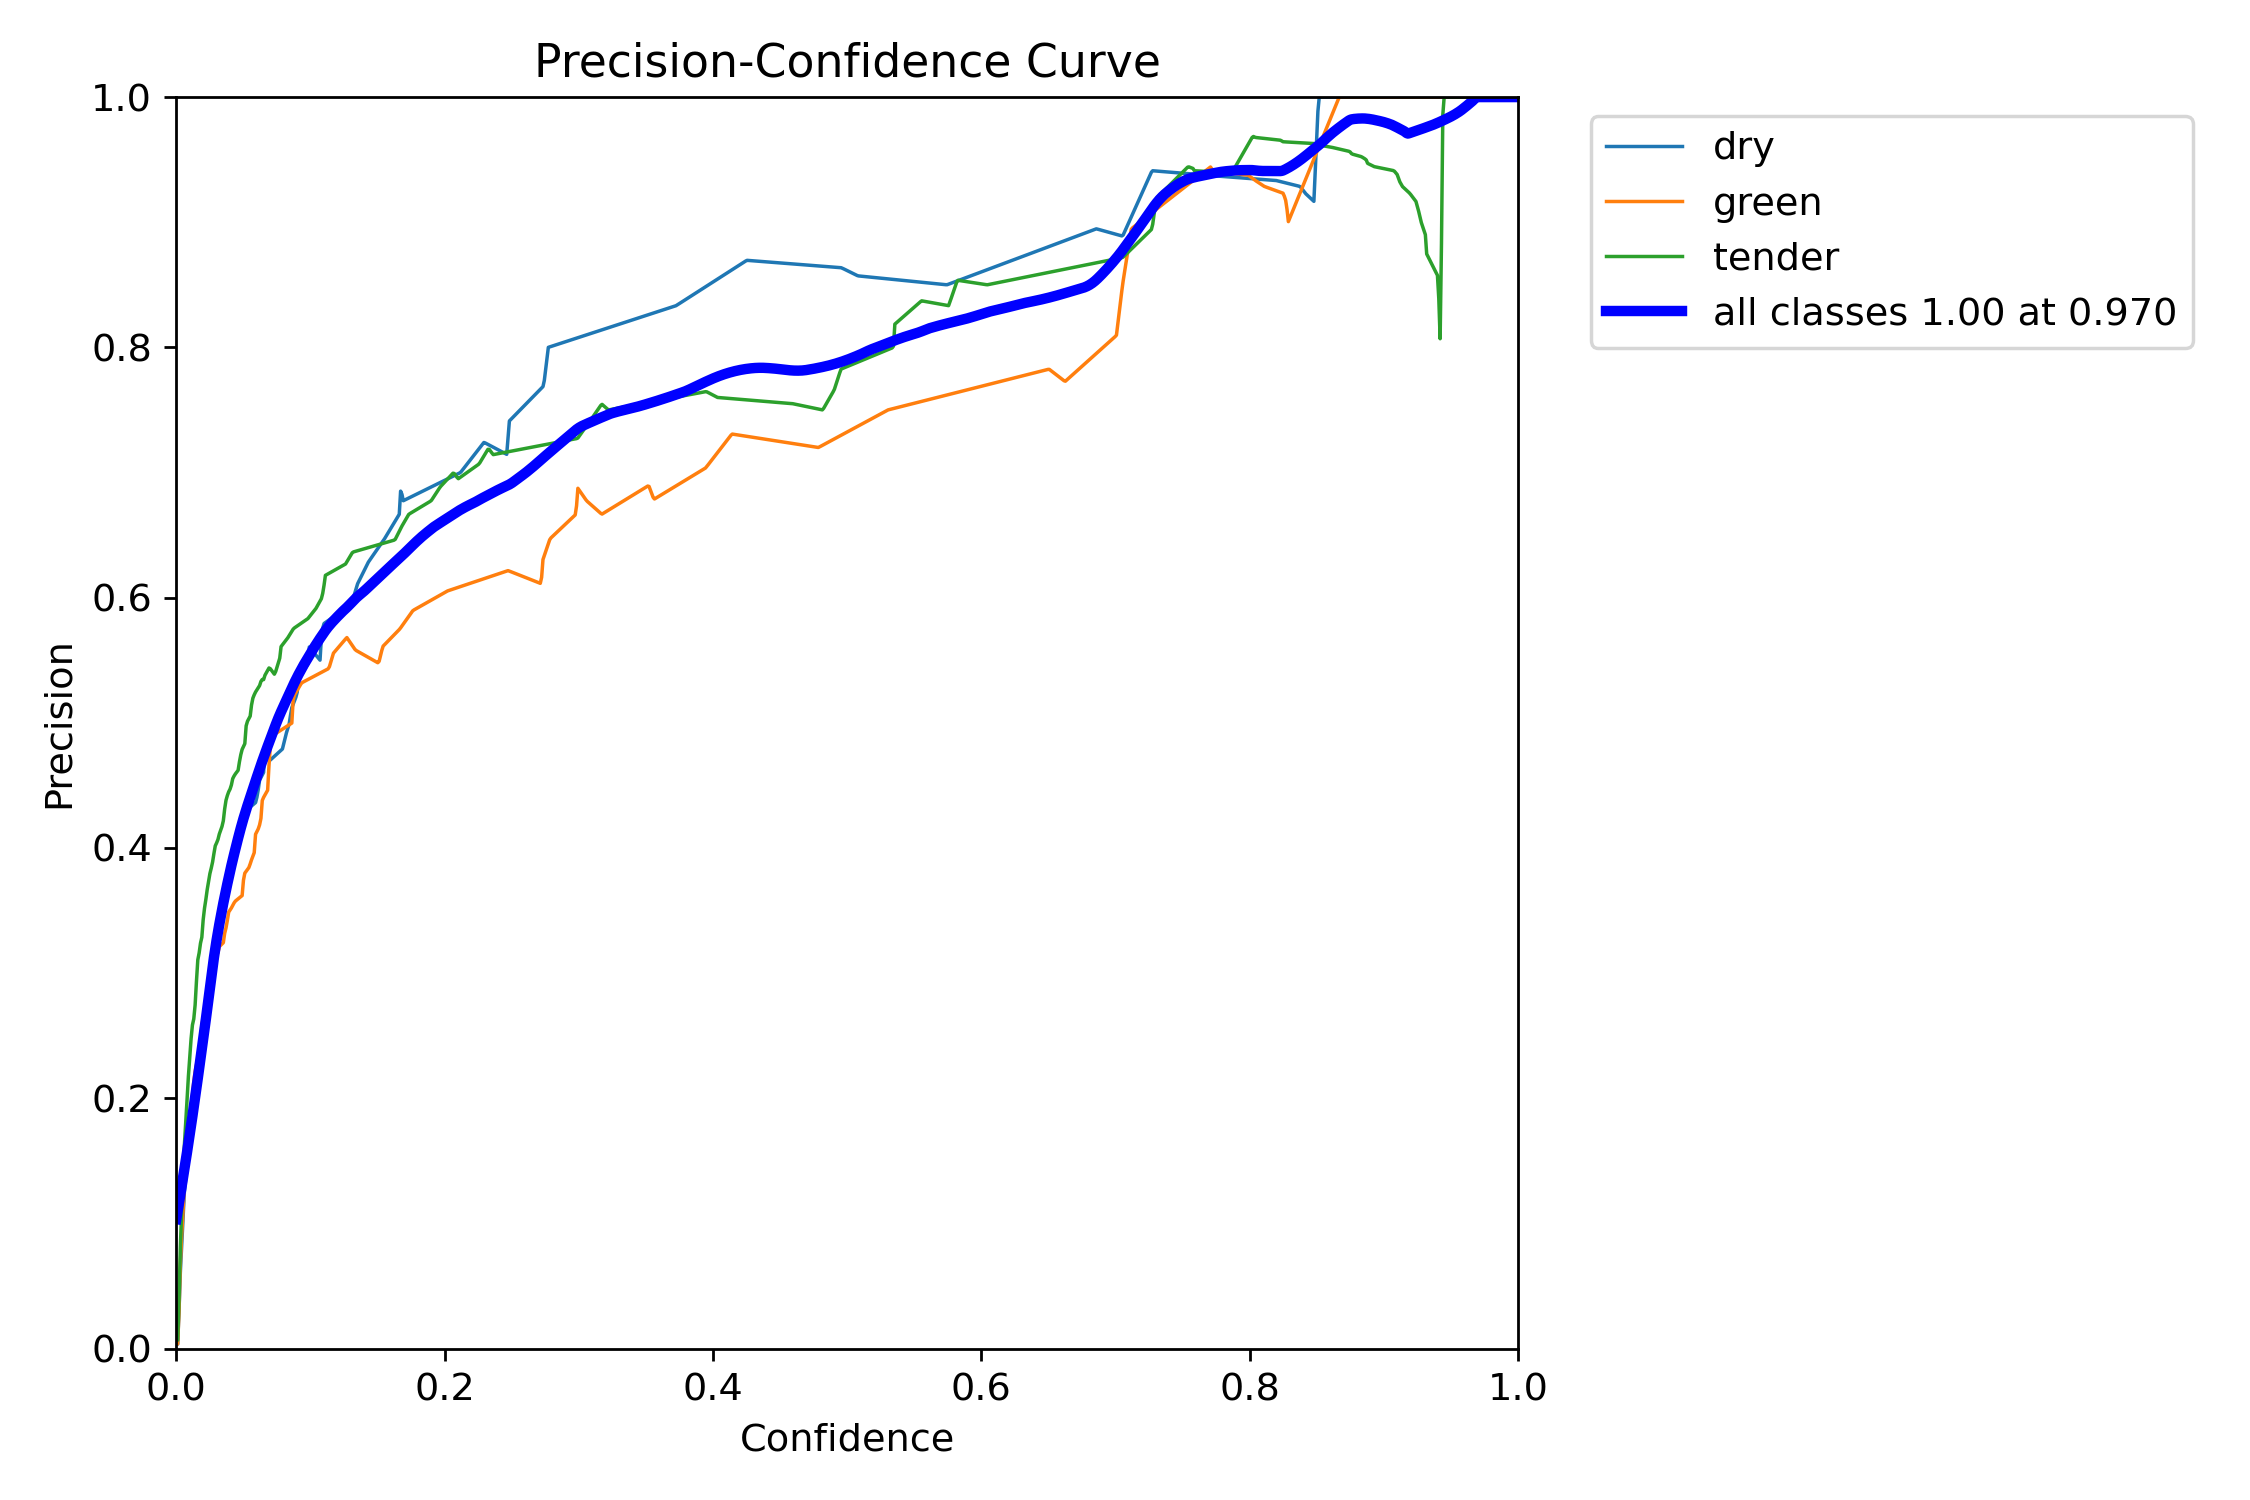 Precision-Confidence Curve
1.0
0.8
0.6
0.4
0.2
0.0
Precision
0.0 0.2 0.4 0.6 0.8 1.0
Confidence
dry
green
tender
all classes 1.00 at 0.970